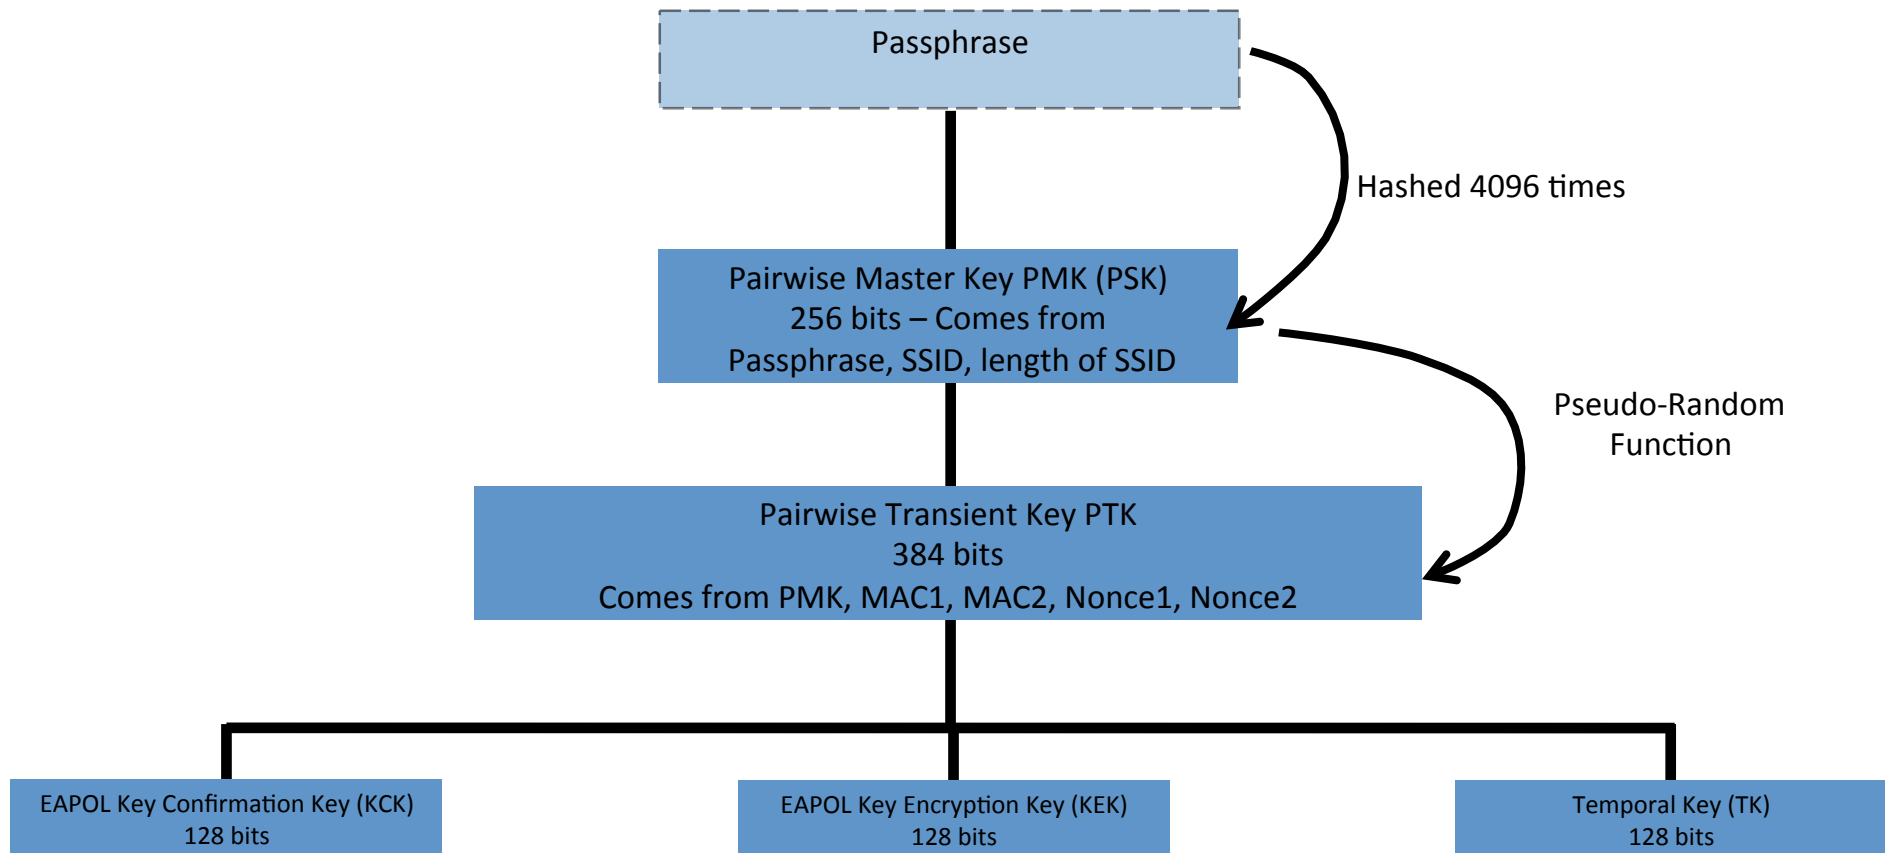 Passphrase
Hashed 4096 times
Pairwise Master Key PMK (PSK)
256 bits – Comes from
Passphrase, SSID, length of SSID
Pseudo-Random
Function
Pairwise Transient Key PTK
384 bits
Comes from PMK, MAC1, MAC2, Nonce1, Nonce2
EAPOL Key Confirmation Key (KCK)
128 bits
EAPOL Key Encryption Key (KEK)
128 bits
Temporal Key (TK)
128 bits